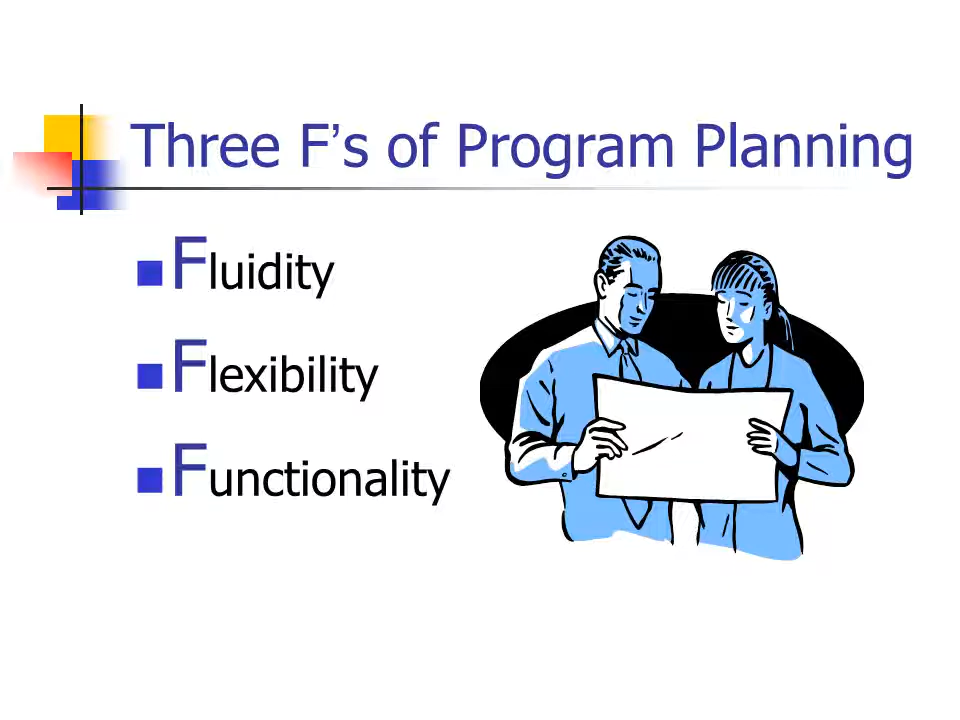 Three F’s of Program Planning
Fluidity
Flexibility
Functionality